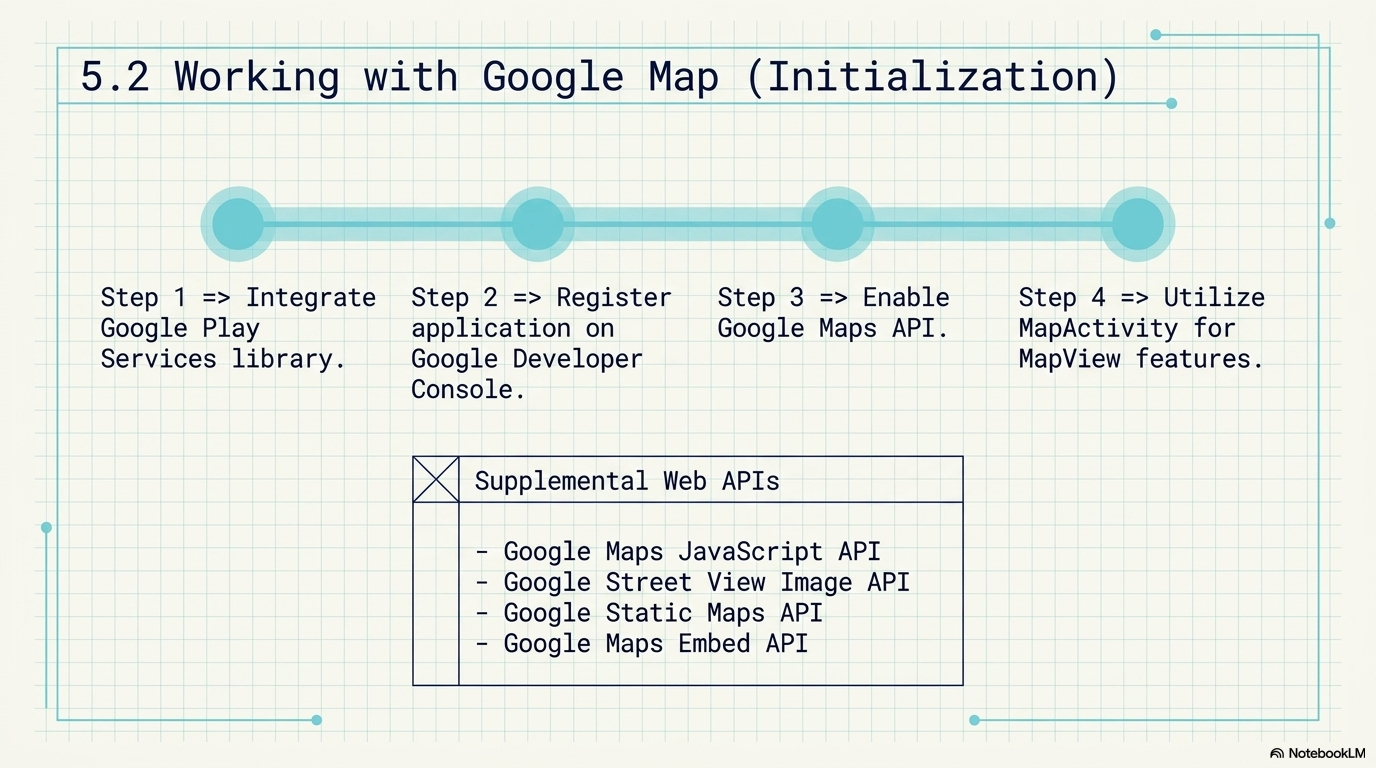 5.2 Working with Google Map (Initialization)
Step 1 => Integrate
Google Play
Services library.
Step 2 => Register
application on
Google Developer
Console.
Step 3 => Enable
Google Maps API.
Step 4 => Utilize
MapActivity for
MapView features.
Supplemental Web APIs
- Google Maps JavaScript API
- Google Street View Image API
- Google Static Maps API
- Google Maps Embed API
NotebookLM